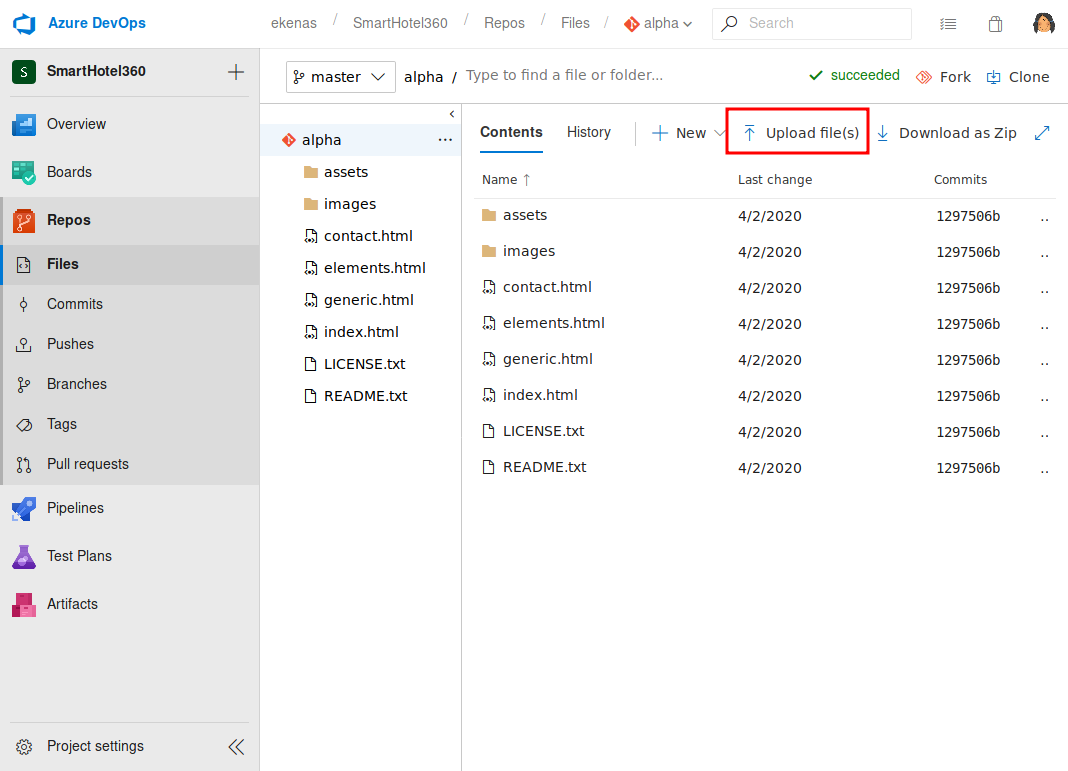 Azure DevOps
ekenas / SmartHotel360 / Repos / Files / alpha
Search
S SmartHotel360
Overview
Boards
Repos
Files
Commits
Pushes
Branches
Tags
Pull requests
Pipelines
Test Plans
Artifacts
Project settings
master alpha / Type to find a file or folder... succeeded Fork Clone
alpha ...
assets
images
contact.html
elements.html
generic.html
index.html
LICENSE.txt
README.txt
Contents History New Upload file(s) Download as Zip
Name ↑ Last change Commits
assets 4/2/2020 1297506b ..
images 4/2/2020 1297506b ..
contact.html 4/2/2020 1297506b ..
elements.html 4/2/2020 1297506b ..
generic.html 4/2/2020 1297506b ..
index.html 4/2/2020 1297506b ..
LICENSE.txt 4/2/2020 1297506b ..
README.txt 4/2/2020 1297506b ..